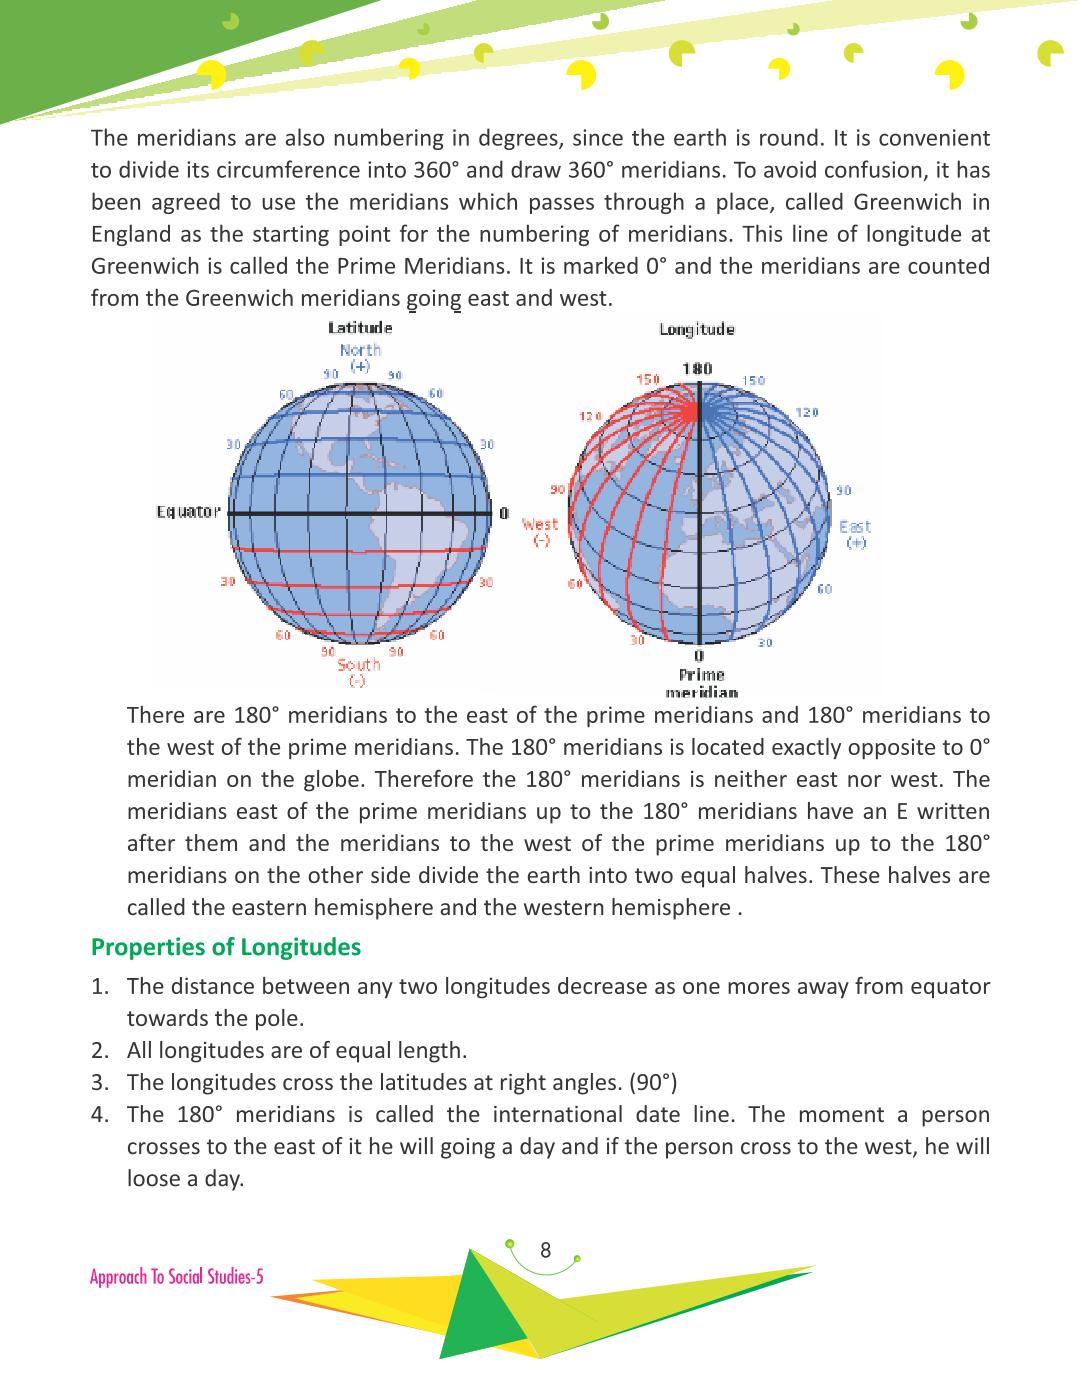 The meridians are also numbering in degrees, since the earth is round. It is convenient
to divide its circumference into 360° and draw 360° meridians. To avoid confusion, it has
been agreed to use the meridians which passes through a place, called Greenwich in
England as the starting point for the numbering of meridians. This line of longitude at
Greenwich is called the Prime Meridians. It is marked 0° and the meridians are counted
from the Greenwich meridians going east and west.
Latitude
North
(+)
90 90
60 60
30 30
Equator 0
30 30
60 60
90 90
South
(-)
Longitude
180
150 150
120 120
90 90
West
(-)
East
(+)
60 60
30 30
0
Prime
meridian
There are 180° meridians to the east of the prime meridians and 180° meridians to
the west of the prime meridians. The 180° meridians is located exactly opposite to 0°
meridian on the globe. Therefore the 180° meridians is neither east nor west. The
meridians east of the prime meridians up to the 180° meridians have an E written
after them and the meridians to the west of the prime meridians up to the 180°
meridians on the other side divide the earth into two equal halves. These halves are
called the eastern hemisphere and the western hemisphere .
Properties of Longitudes
1. The distance between any two longitudes decrease as one mores away from equator
towards the pole.
2. All longitudes are of equal length.
3. The longitudes cross the latitudes at right angles. (90°)
4. The 180° meridians is called the international date line. The moment a person
crosses to the east of it he will going a day and if the person cross to the west, he will
loose a day.
8
Approach To Social Studies-5